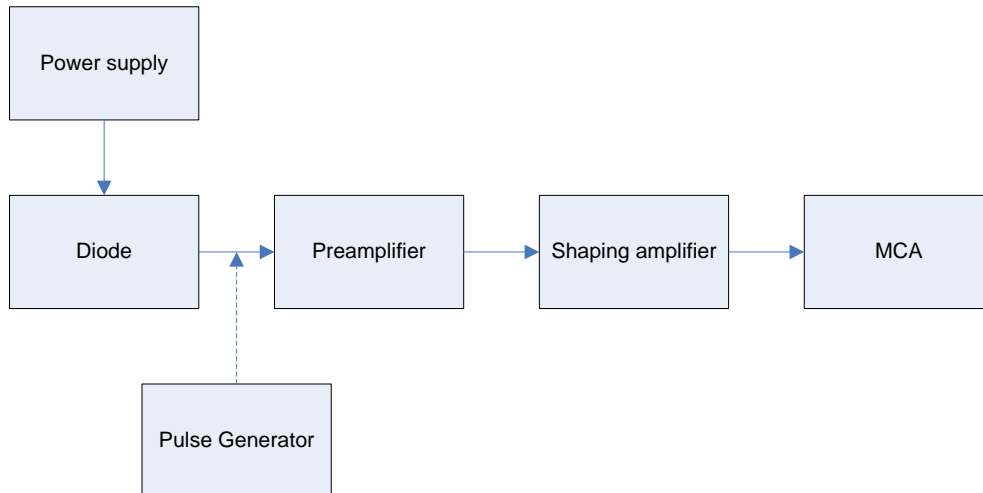 Power supply
Diode
Preamplifier
Shaping amplifier
MCA
Pulse Generator